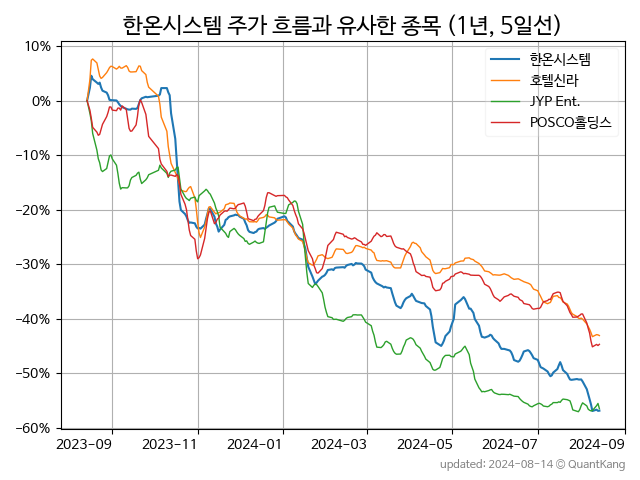 한온시스템 주가 흐름과 유사한 종목 (1년, 5일선)
한온시스템
호텔신라
JYP Ent.
POSCO홀딩스
10%
0%
−10%
−20%
−30%
−40%
−50%
−60%
2023-09 2023-11 2024-01 2024-03 2024-05 2024-07 2024-09
updated: 2024-08-14 © QuantKang